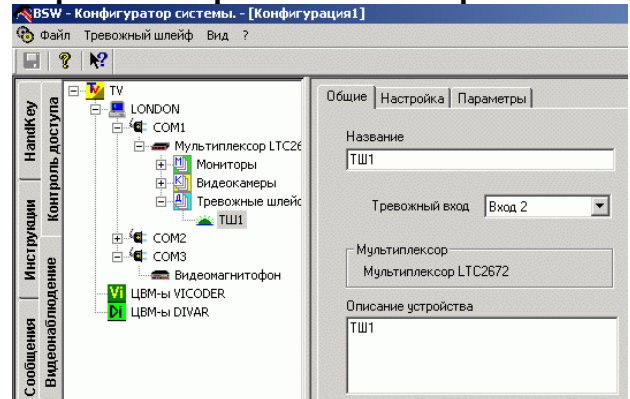 BSW - Конфигуратор системы. - [Конфигурация1]
Файл Тревожный шлейф Вид ?
HandKey
Контроль доступа
Инструкции
Видеонаблюдение
Сообщения
TV
LONDON
COM1
Мультиплексор LTC26
Мониторы
Видеокамеры
Тревожные шлейс
ТШ1
COM2
COM3
Видеомагнитофон
ЦВМ-ы VICODER
ЦВМ-ы DIVAR
Общие Настройка Параметры
Название
ТШ1
Тревожный вход Вход 2
Мультиплексор
Мультиплексор LTC2672
Описание устройства
ТШ1